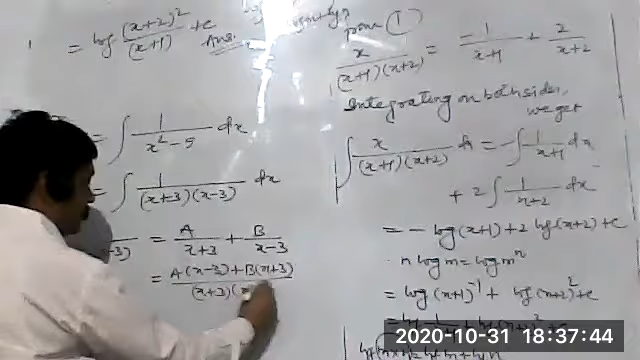 = log (x+2)² / (x+1) + c Ans.
= ∫ 1 / (x² - 9) dx
= ∫ 1 / ((x+3)(x-3)) dx
= A / (x+3) + B / (x-3)
= A(x-3) + B(x+3) / (x+3)(x
from ①
x / ((x+1)(x+2)) = -1 / (x+1) + 2 / (x+2)
Integrating on both sides,
we get
∫ x / ((x+1)(x+2)) dx = -∫ 1 / (x+1) dx
+ 2 ∫ 1 / (x+2) dx
= - log (x+1) + 2 log (x+2) + c
n log m = log mⁿ
= log (x+1)⁻¹ + log (x+2)² + c
2020-10-31 18:37:44